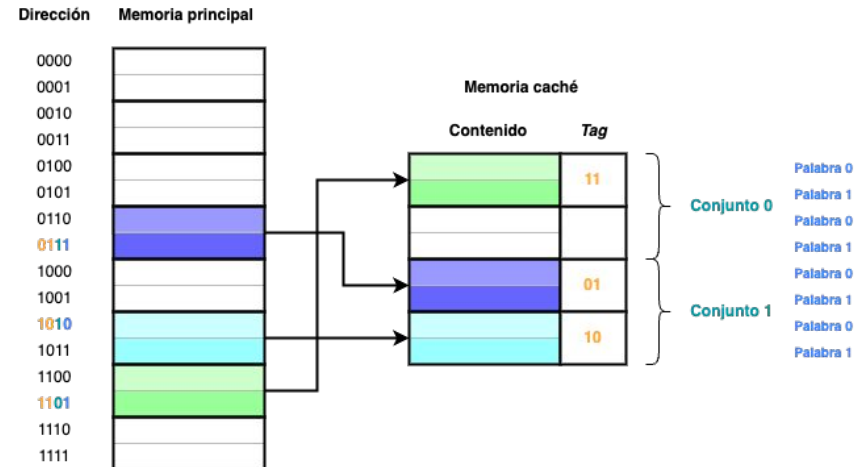 Dirección Memoria principal
0000
0001
0010
0011
0100
0101
0110
0111
1000
1001
1010
1011
1100
1101
1110
1111
Memoria caché
Contenido Tag
11
01
10
Conjunto 0
Conjunto 1
Palabra 0
Palabra 1
Palabra 0
Palabra 1
Palabra 0
Palabra 1
Palabra 0
Palabra 1